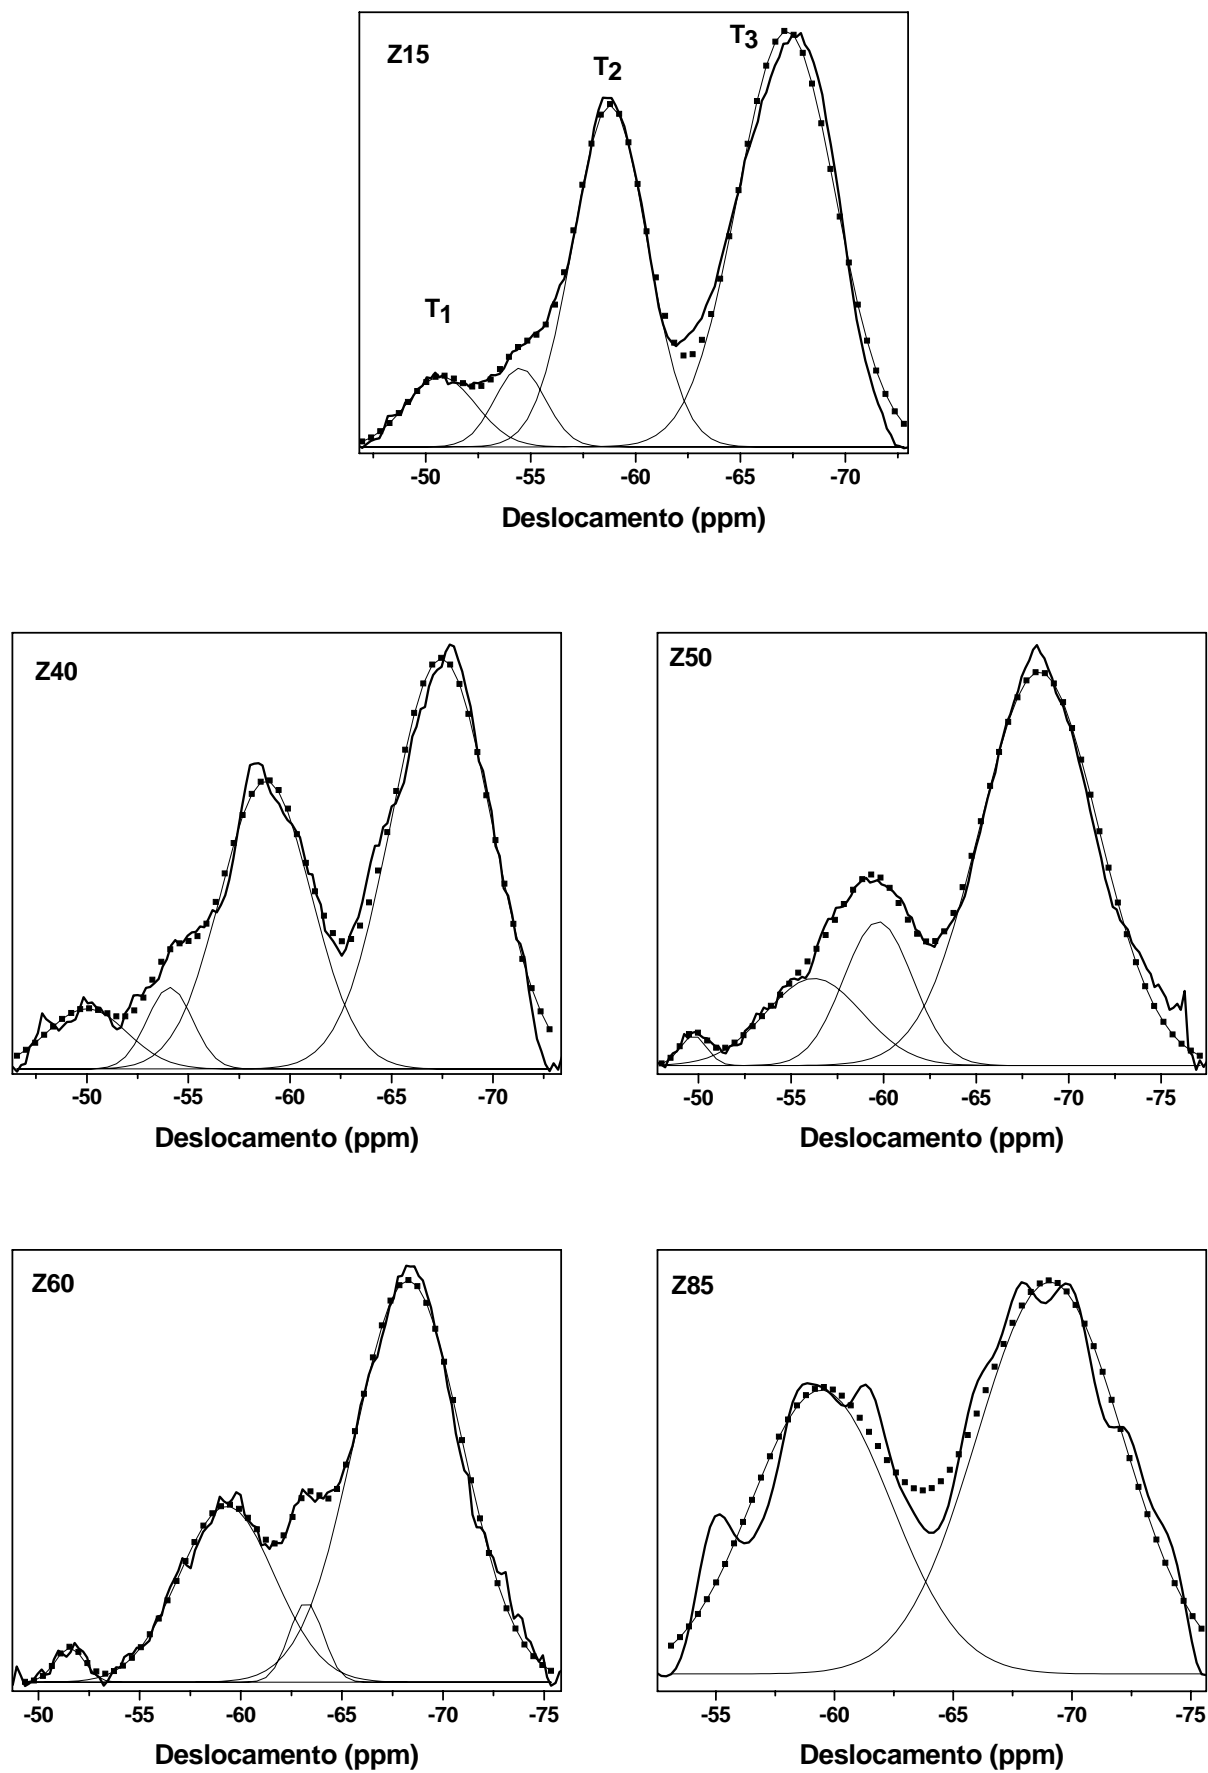 Z15
T3
T2
T1
-50 -55 -60 -65 -70
Deslocamento (ppm)
Z40
-50 -55 -60 -65 -70
Deslocamento (ppm)
Z50
-50 -55 -60 -65 -70 -75
Deslocamento (ppm)
Z60
-50 -55 -60 -65 -70 -75
Deslocamento (ppm)
Z85
-55 -60 -65 -70 -75
Deslocamento (ppm)